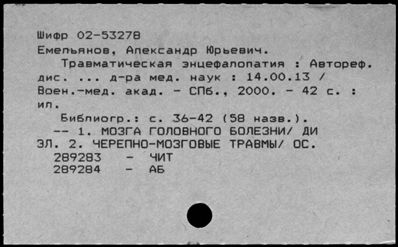 Шифр 02-53278
Емельянов, Александр Юрьевич.
Травматическая энцефалопатия : Автореф.
дис. ... д-ра мед. наук : 14.00.13 /
Воен.-мед. акад. - СПб., 2000. - 42 с. :
ил.
Библиогр.: с. 36-42 (58 назв.).
-- 1. МОЗГА ГОЛОВНОГО БОЛЕЗНИ/ ДИ
ЗЛ. 2. ЧЕРЕПНО-МОЗГОВЫЕ ТРАВМЫ/ ОС.
289283 - ЧИТ
289284 - АБ